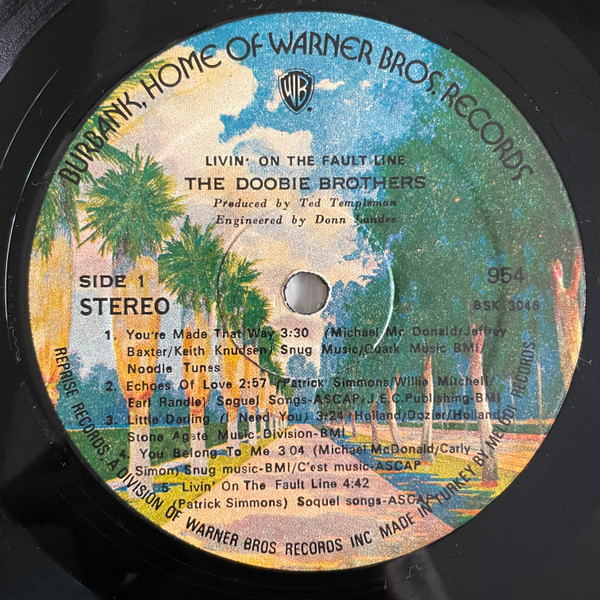 BURBANK, HOME OF WARNER BROS. RECORDS
WB
LIVIN' ON THE FAULT LINE
THE DOOBIE BROTHERS
Produced by Ted Templeman
Engineered by Donn Landee
SIDE 1
STEREO
954
BSK 3045
1. You're Made That Way 3:30 (Michael Mc Donald/Jeffrey
Baxter/Keith Knudsen) Snug Music/Quark Music BMI/
Noodle Tunes
2. Echoes Of Love 2:57 (Patrick Simmons/Willie Mitchell/
Earl Randle) Soquel Songs-ASCAP/J.E.C.Publishing-BMI
3. Little Darling (I Need You) 3:24 (Holland/Dozier/Holland)
Stone Agate Music Division-BMI
4. You Belong To Me 3 04 (Michael McDonald/Carly
Simon) Snug music-BMI/C'est music-ASCAP
5. Livin' On The Fault Line 4:42
(Patrick Simmons) Soquel songs-ASCAP
REPRISE RECORDS. A DIVISION OF WARNER BROS RECORDS INC MADE IN TURKEY BY MELODI RECORDS